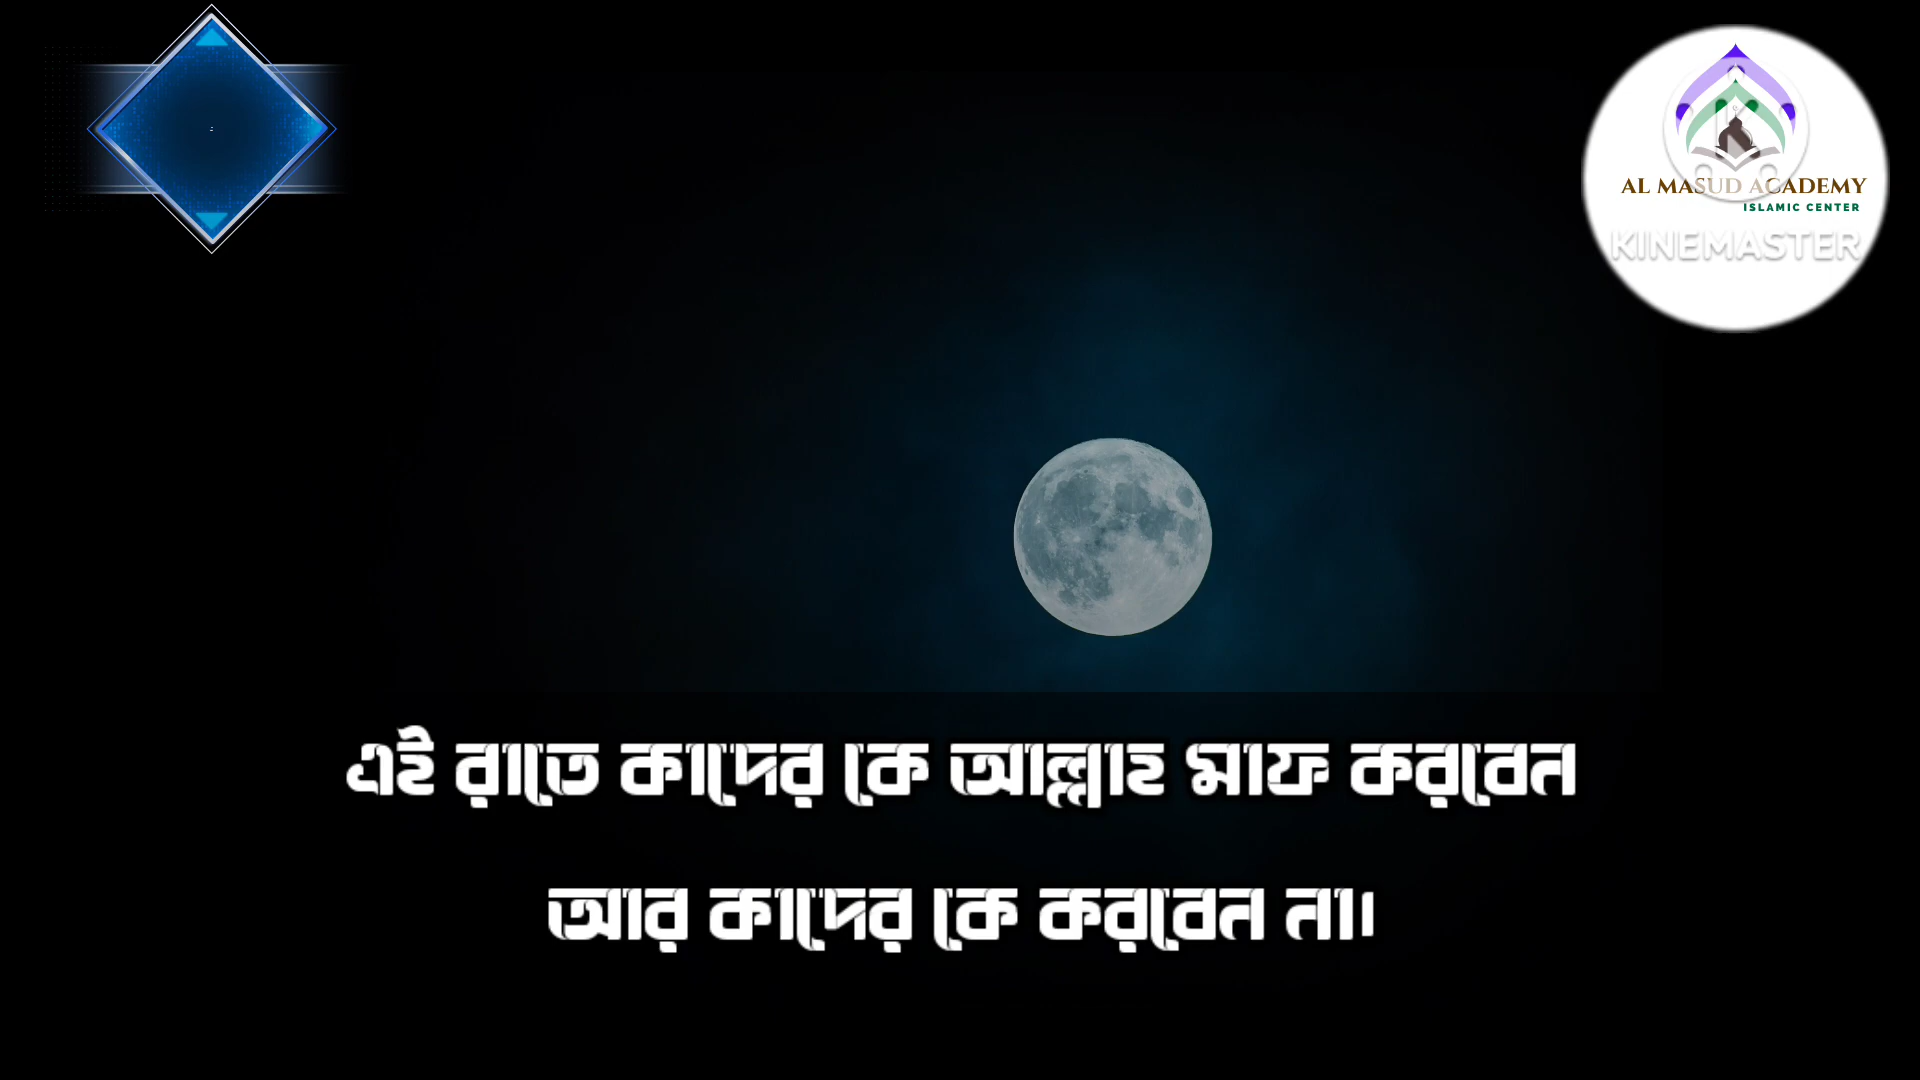 AL MASUD ACADEMY
ISLAMIC CENTER
KINEMASTER
এই রাতে কাদের কে আল্লাহ মাফ করবেন
আর কাদের কে করবেন না।